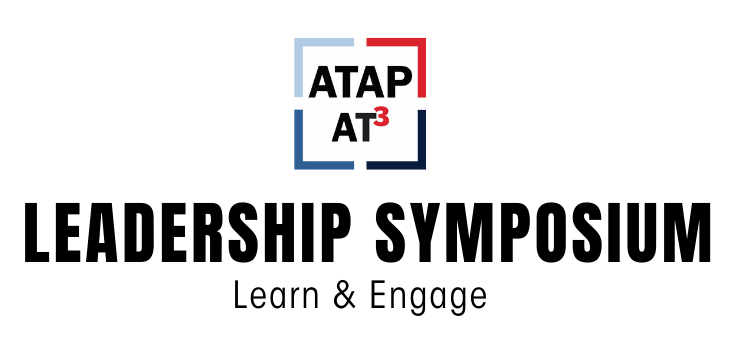 ATAP
AT³
LEADERSHIP SYMPOSIUM
Learn & Engage